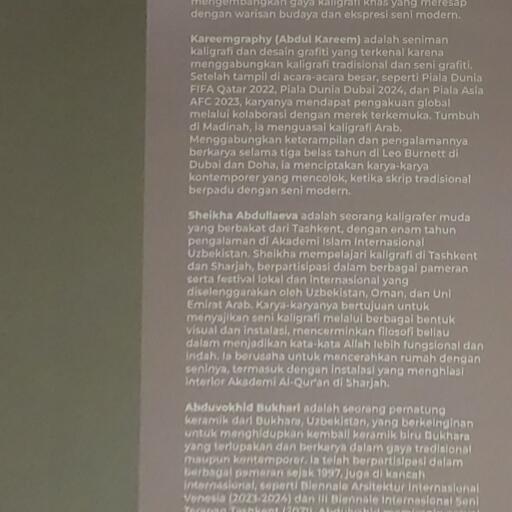 mengembangkan gaya kaligrafi khas yang meresap
dengan warisan budaya dan ekspresi seni modern.
Kareemgraphy (Abdul Kareem) adalah seniman
kaligrafi dan desain grafiti yang terkenal karena
menggabungkan kaligrafi tradisional dan seni grafiti.
Setelah tampil di acara-acara besar, seperti Piala Dunia
FIFA Qatar 2022, Piala Dunia Dubai 2024, dan Piala Asia
AFC 2023, karyanya mendapat pengakuan global
melalui kolaborasi dengan merek terkemuka. Tumbuh
di Madinah, ia menguasai kaligrafi Arab.
Menggabungkan keterampilan dan pengalamannya
berkarya selama tiga belas tahun di Leo Burnett di
Dubai dan Doha, ia menciptakan karya-karya
kontemporer yang mencolok, ketika skrip tradisional
berpadu dengan seni modern.
Sheikha Abdullaeva adalah seorang kaligrafer muda
yang berbakat dari Tashkent, dengan enam tahun
pengalaman di Akademi Islam Internasional
Uzbekistan. Sheikha mempelajari kaligrafi di Tashkent
dan Sharjah, berpartisipasi dalam berbagai pameran
serta festival lokal dan internasional yang
diselenggarakan oleh Uzbekistan, Oman, dan Uni
Emirat Arab. Karya-karyanya bertujuan untuk
menyajikan seni kaligrafi melalui berbagai bentuk
visual dan instalasi, mencerminkan filosofi beliau
dalam menjadikan kata-kata Allah lebih fungsional dan
indah. Ia berusaha untuk mencerahkan rumah dengan
seninya, termasuk dengan instalasi yang menghiasi
interior Akademi Al-Qur'an di Sharjah.
Abduvokhid Bukhari adalah seorang pematung
keramik dari Bukhara, Uzbekistan, yang berkeinginan
untuk menghidupkan kembali keramik biru Bukhara
yang terlupakan dan berkarya dalam gaya tradisional
maupun kontemporer. Ia telah berpartisipasi dalam
berbagai pameran sejak 1997, juga di kancah
internasional, seperti Biennale Arsitektur Internasional
Venesia (2023-2024) dan III Biennale Internasional Seni
Terapan Tashkent